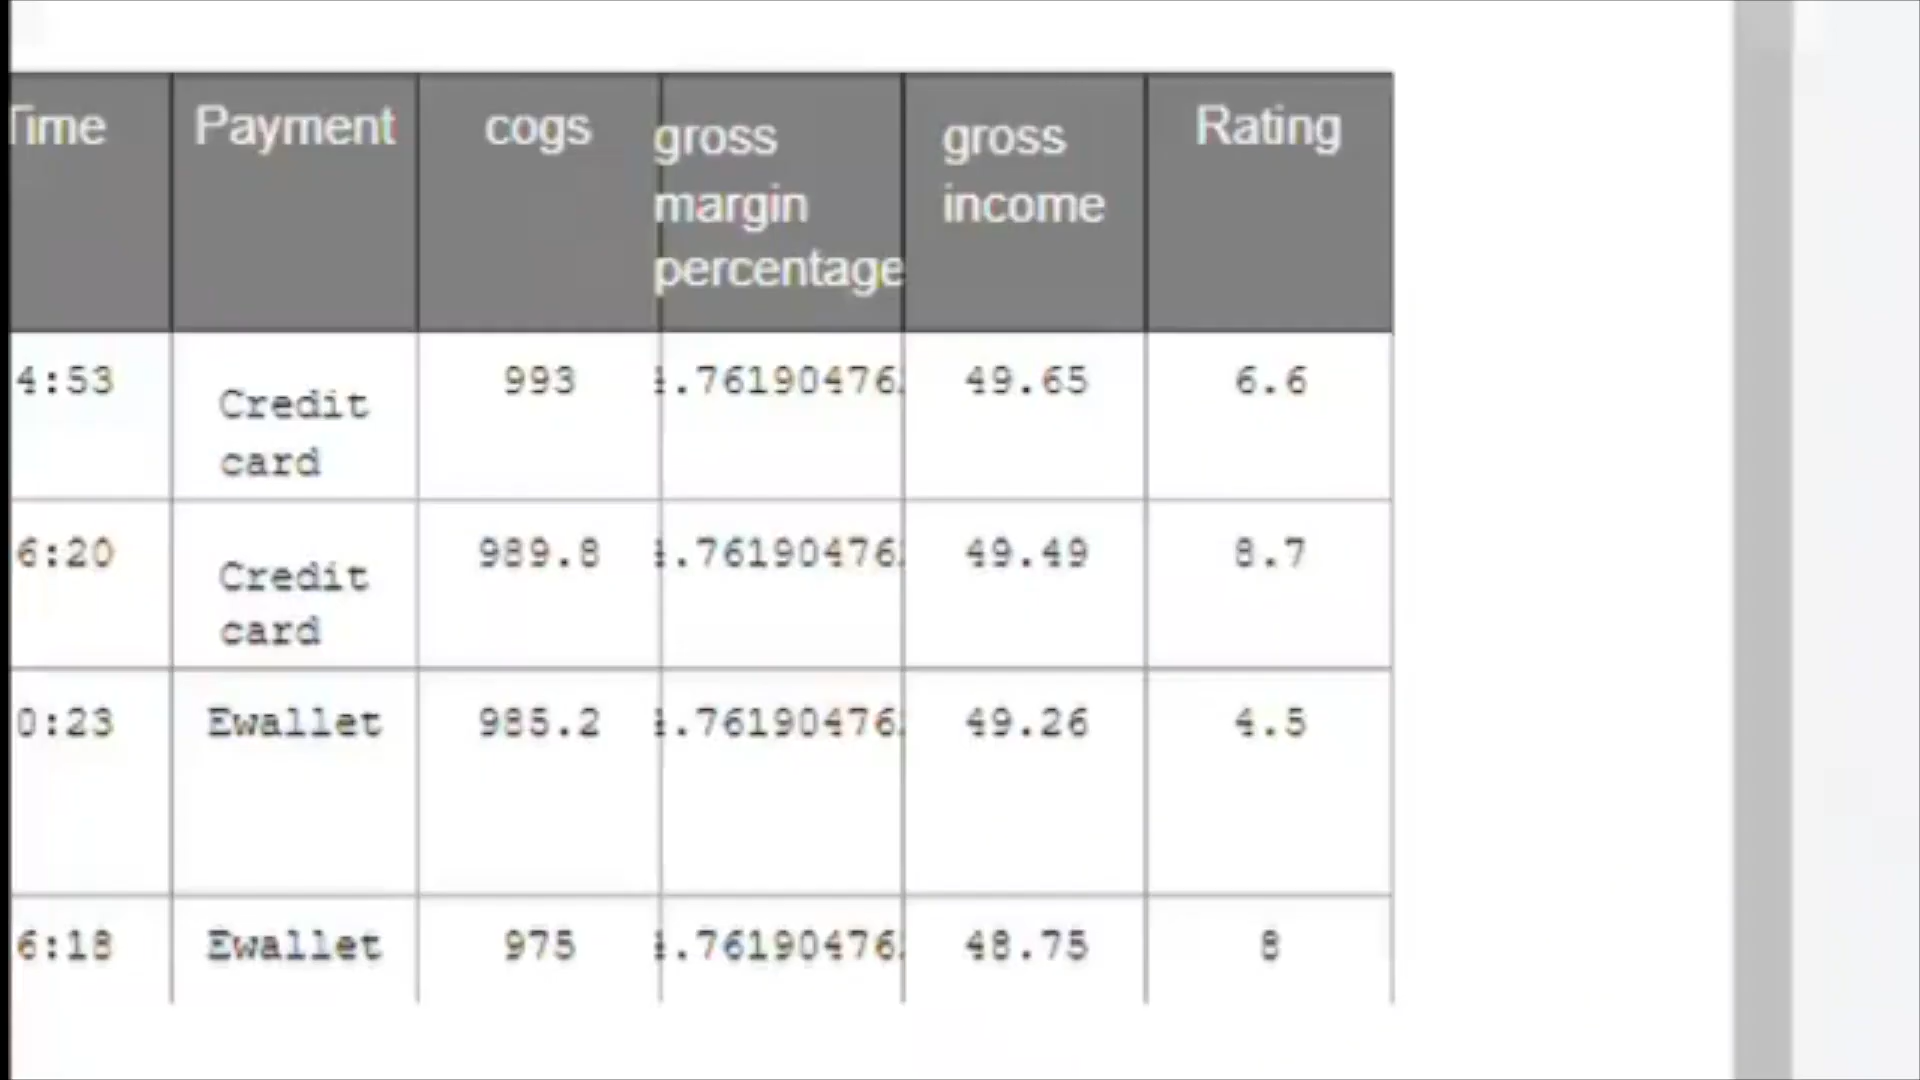 Time Payment cogs gross margin percentage gross income Rating
4:53 Credit card 993 .76190476 49.65 6.6
6:20 Credit card 989.8 .76190476 49.49 8.7
0:23 Ewallet 985.2 .76190476 49.26 4.5
6:18 Ewallet 975 .76190476 48.75 8